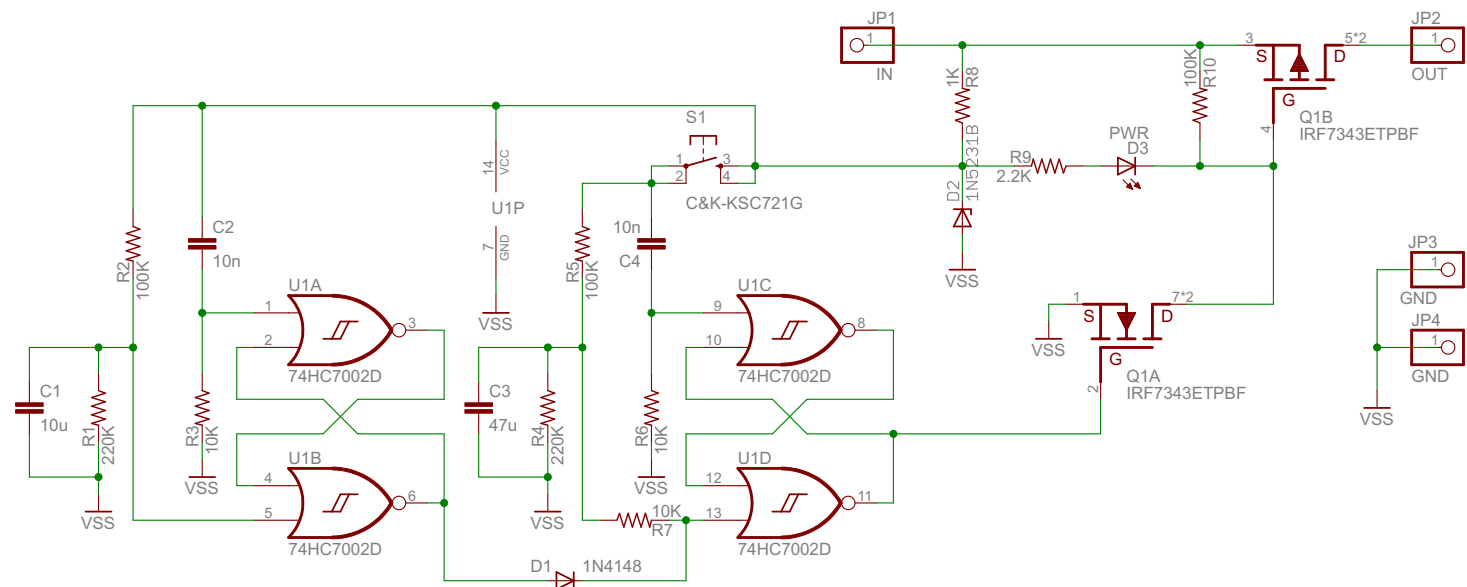 JP1
1
IN
3
S
D
G
5*2
4
Q1B
IRF7343ETPBF
JP2
1
OUT
1K
R8
100K
R10
S1
1
2
3
4
C&K-KSC721G
14
VCC
U1P
7
GND
VSS
R9
2.2K
PWR
D3
D2
1N5231B
VSS
C2
10n
R2
100K
R5
100K
10n
C4
JP3
1
GND
JP4
1
GND
VSS
U1A
1
2
3
74HC7002D
U1C
9
10
8
74HC7002D
1
S
D
G
7*2
2
VSS
Q1A
IRF7343ETPBF
C1
10u
R1
220K
VSS
R3
10K
VSS
C3
47u
R4
220K
VSS
R6
10K
VSS
U1B
4
5
6
74HC7002D
U1D
12
13
11
74HC7002D
10K
R7
D1
1N4148